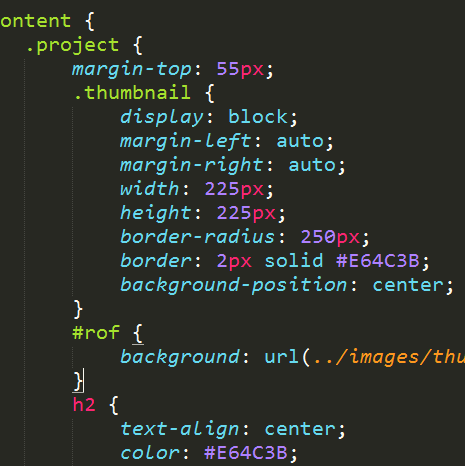 ontent {
.project {
margin-top: 55px;
.thumbnail {
display: block;
margin-left: auto;
margin-right: auto;
width: 225px;
height: 225px;
border-radius: 250px;
border: 2px solid #E64C3B;
background-position: center;
}
#rof {
background: url(../images/thu
}
h2 {
text-align: center;
color: #E64C3B;